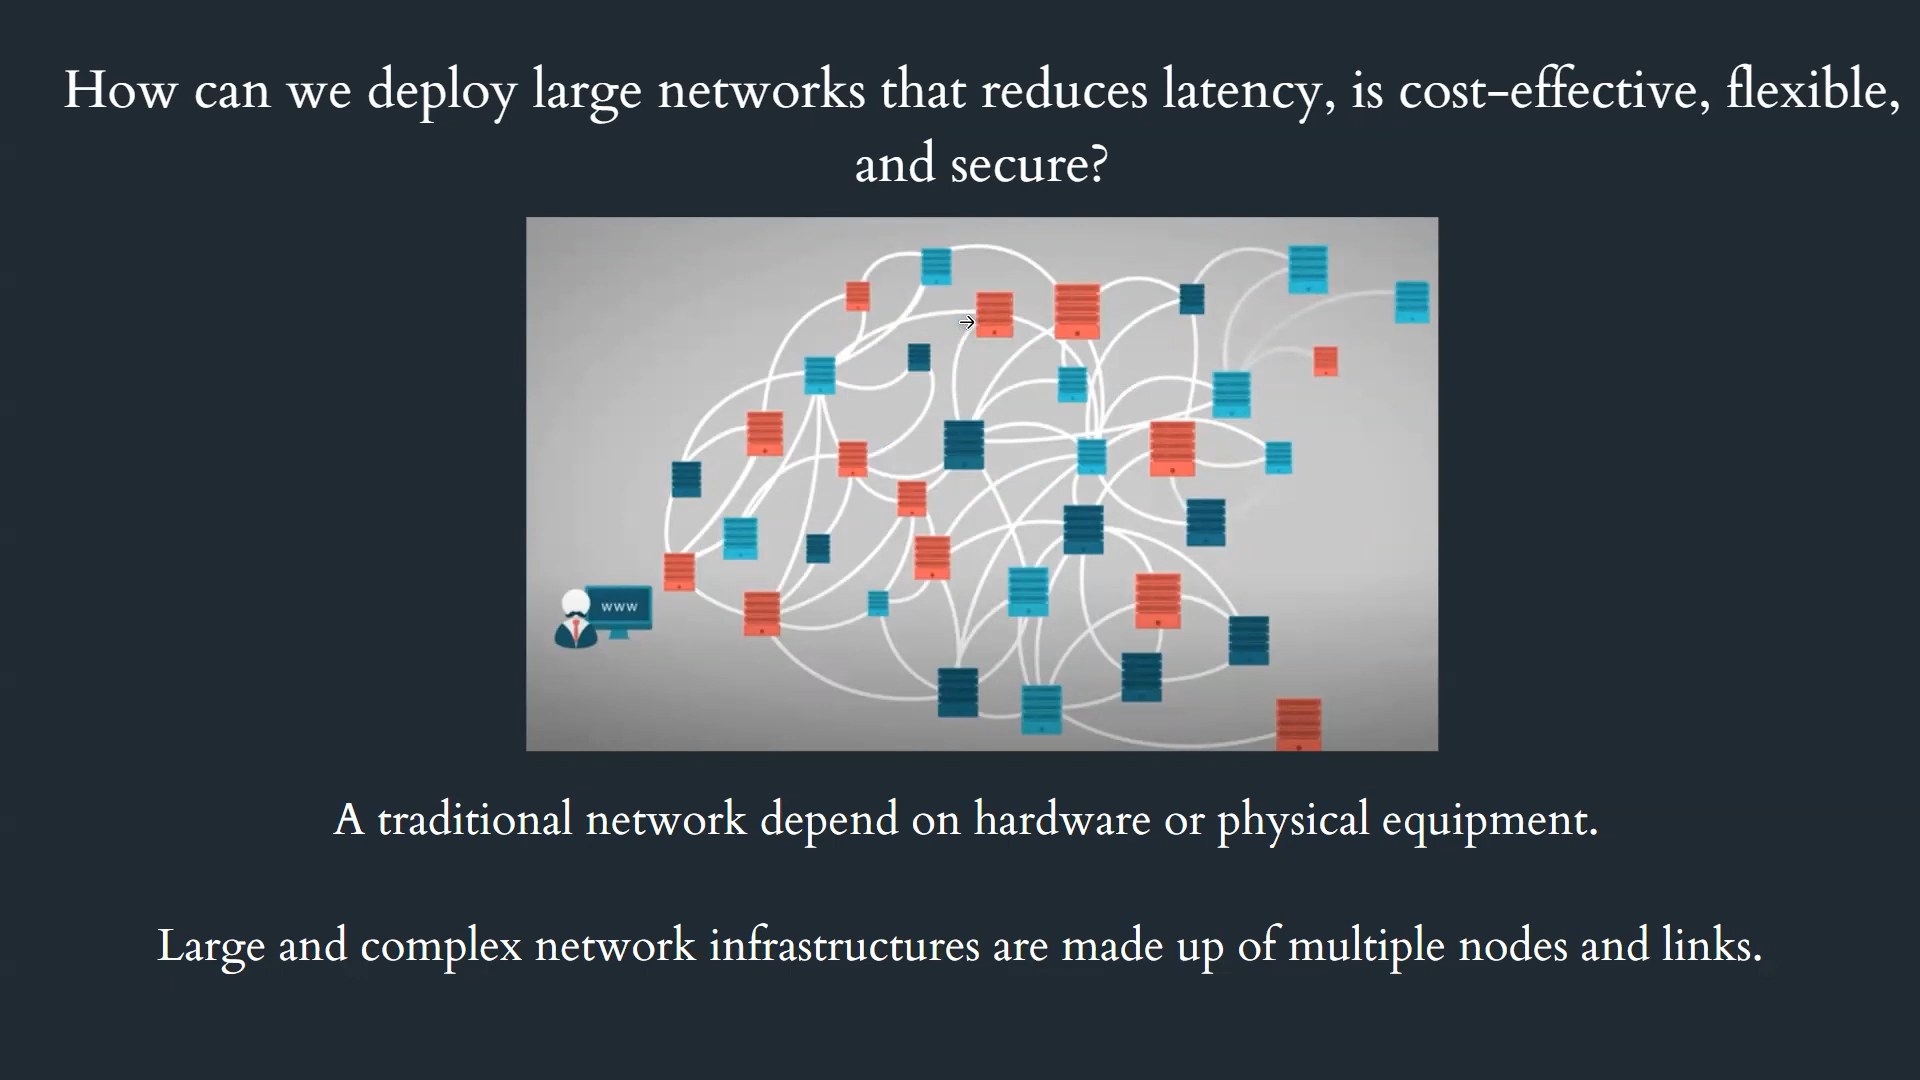 How can we deploy large networks that reduces latency, is cost-effective, flexible,
and secure?
www
A traditional network depend on hardware or physical equipment.
Large and complex network infrastructures are made up of multiple nodes and links.